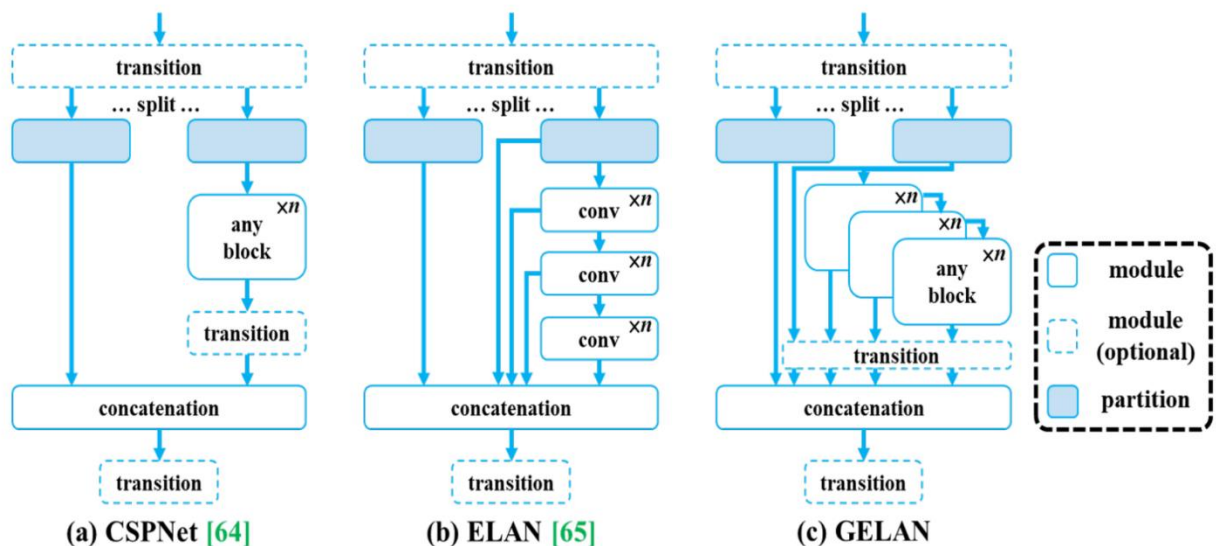 transition
... split ...
×n
any
block
transition
concatenation
transition
(a) CSPNet [64]
transition
... split ...
×n
conv
×n
conv
×n
conv
concatenation
transition
(b) ELAN [65]
transition
... split ...
×n
×n
×n
any
block
transition
concatenation
transition
(c) GELAN
module
module
(optional)
partition